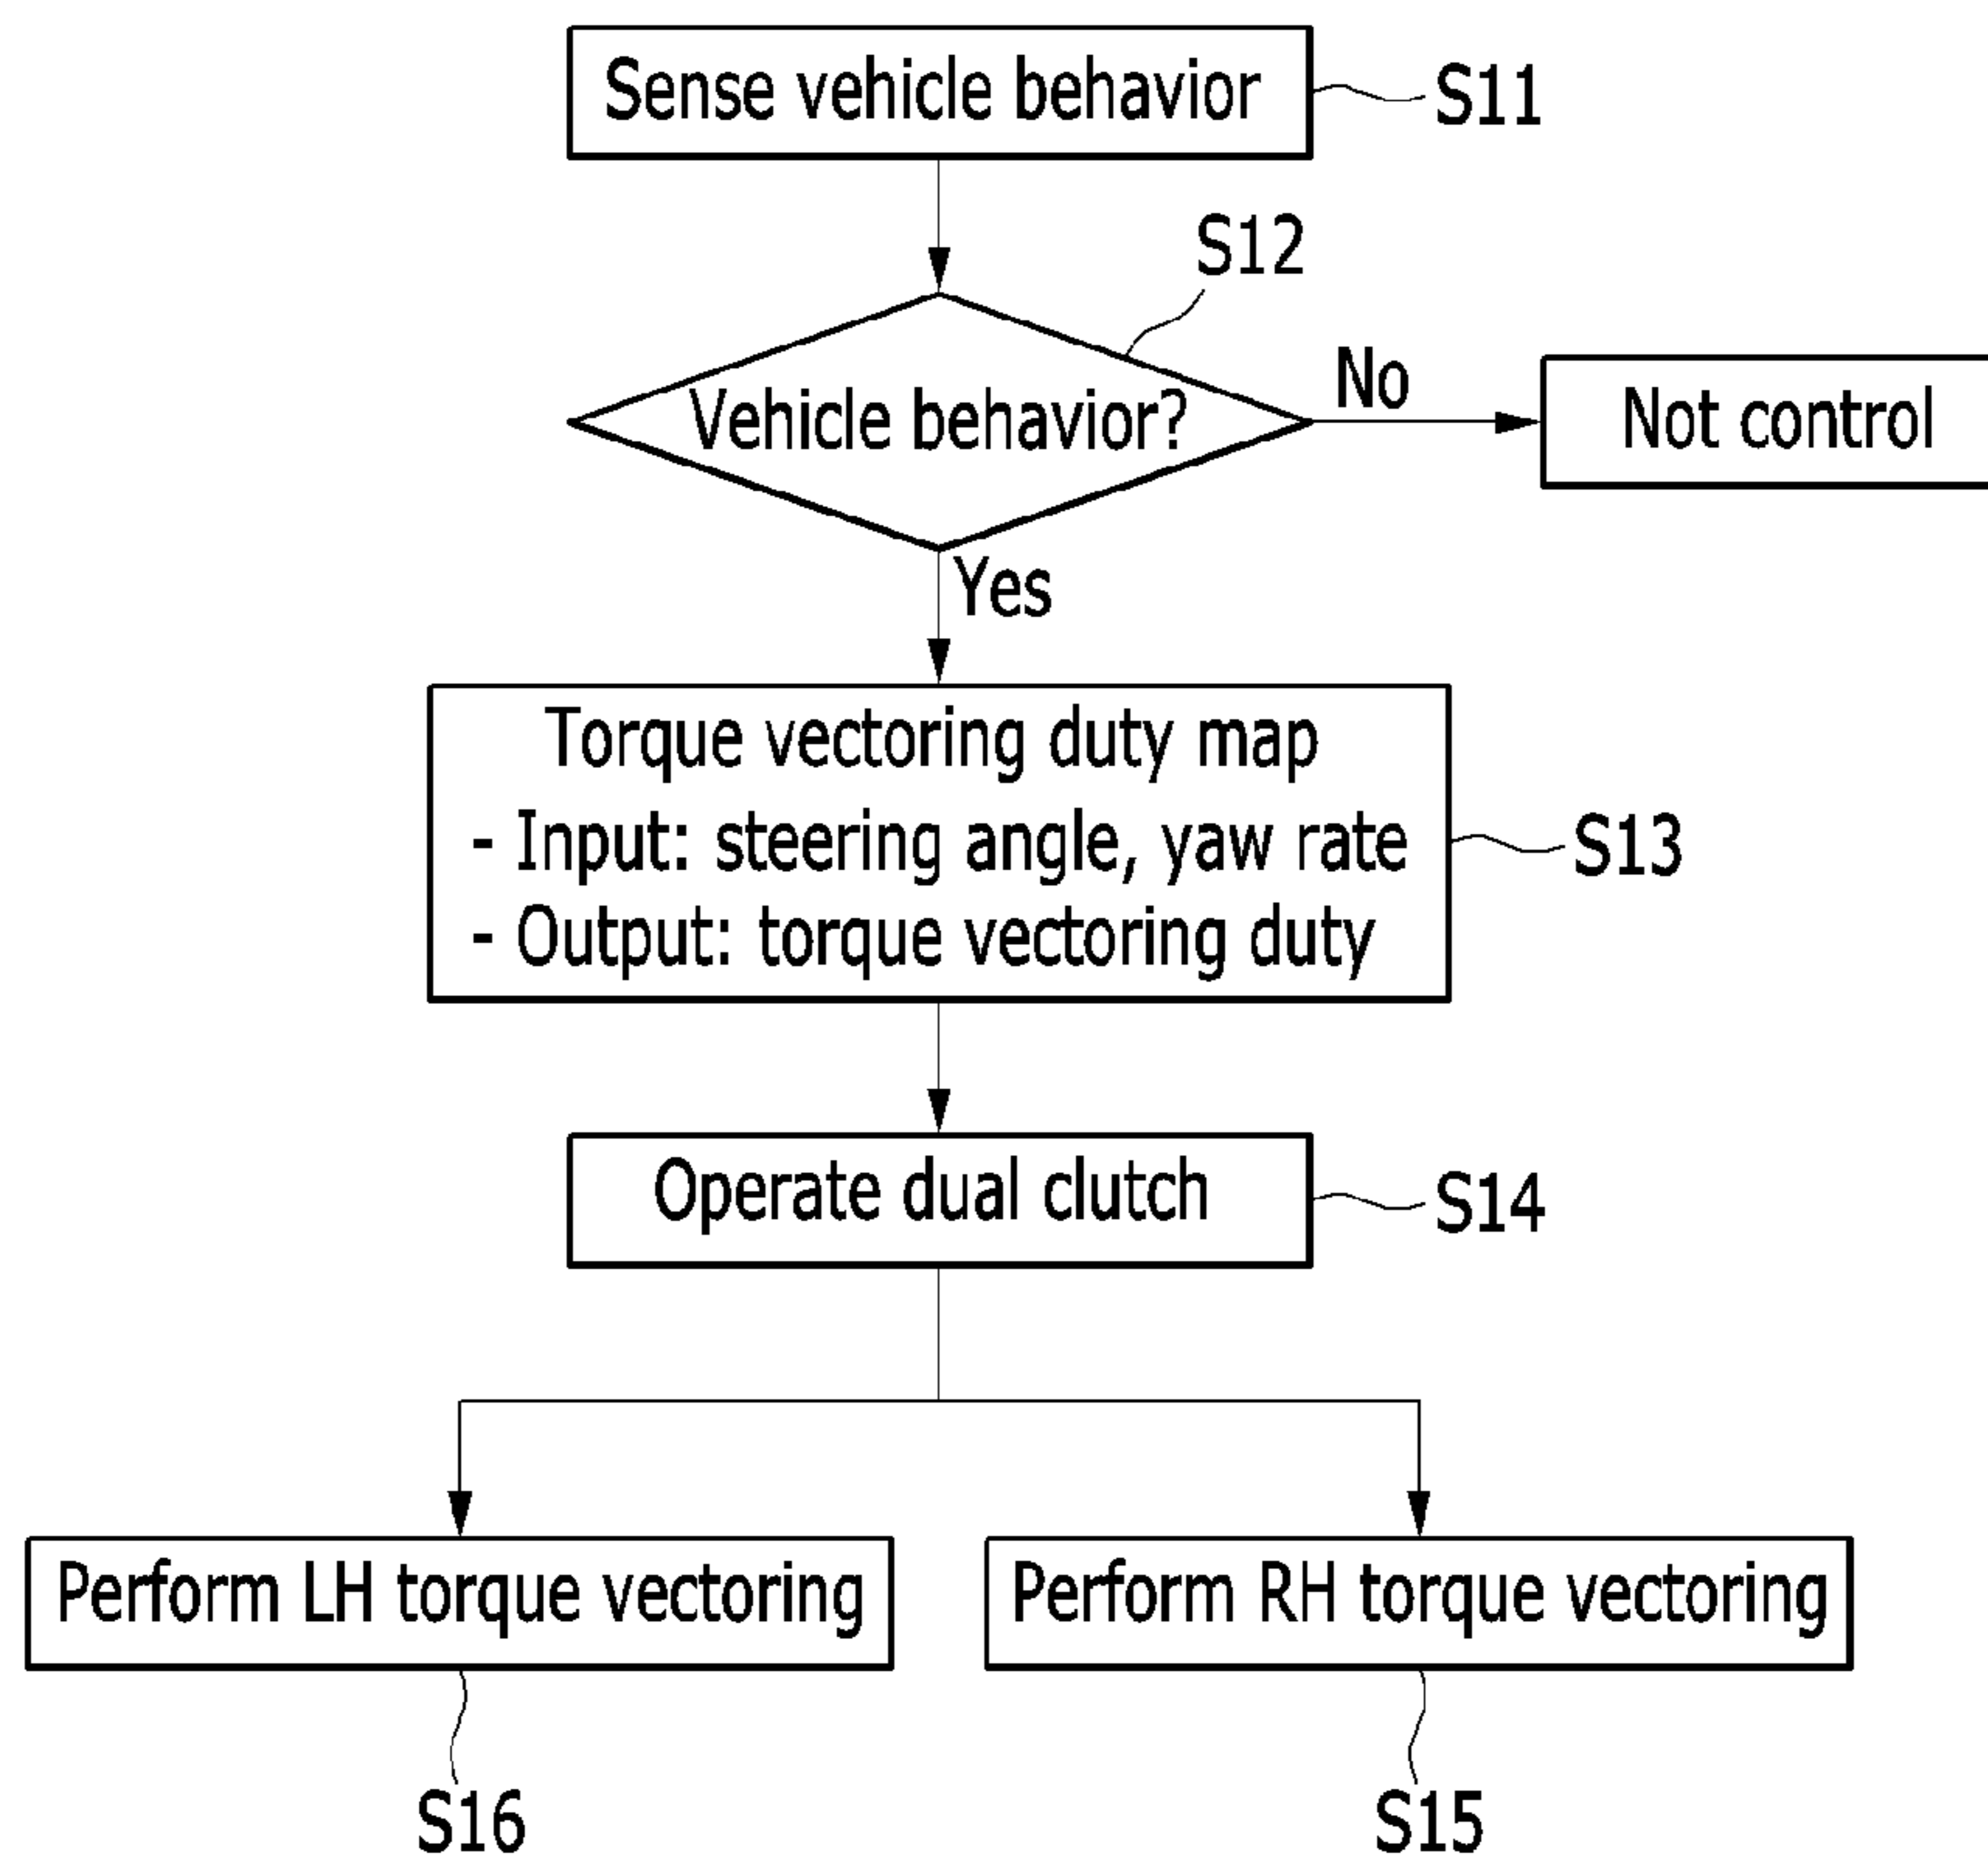 Sense vehicle behavior
S11
S12
Vehicle behavior?
No
Not control
Yes
Torque vectoring duty map
- Input: steering angle, yaw rate
- Output: torque vectoring duty
S13
Operate dual clutch
S14
Perform LH torque vectoring
Perform RH torque vectoring
S16
S15